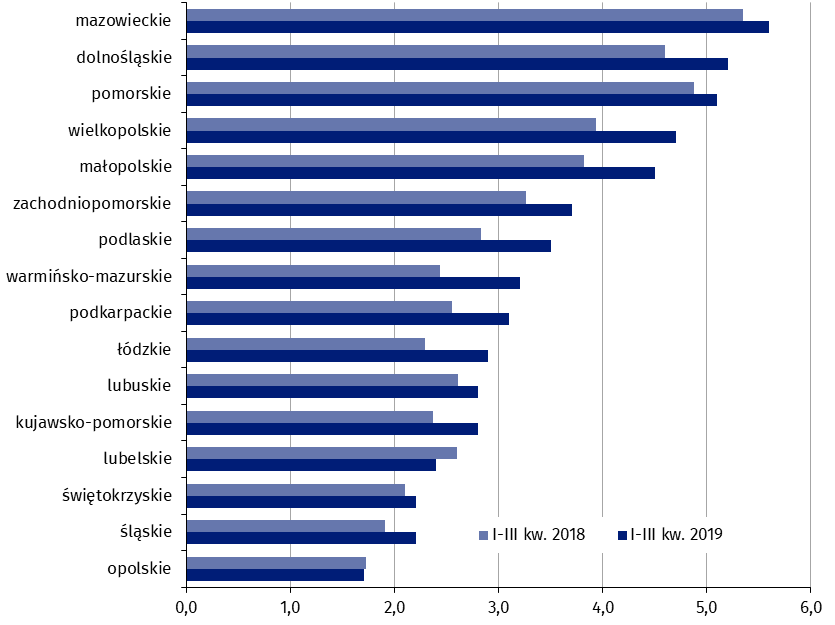 mazowieckie
dolnośląskie
pomorskie
wielkopolskie
małopolskie
zachodniopomorskie
podlaskie
warmińsko-mazurskie
podkarpackie
łódzkie
lubuskie
kujawsko-pomorskie
lubelskie
świętokrzyskie
śląskie
I-III kw. 2018 I-III kw. 2019
opolskie
0,0 1,0 2,0 3,0 4,0 5,0 6,0